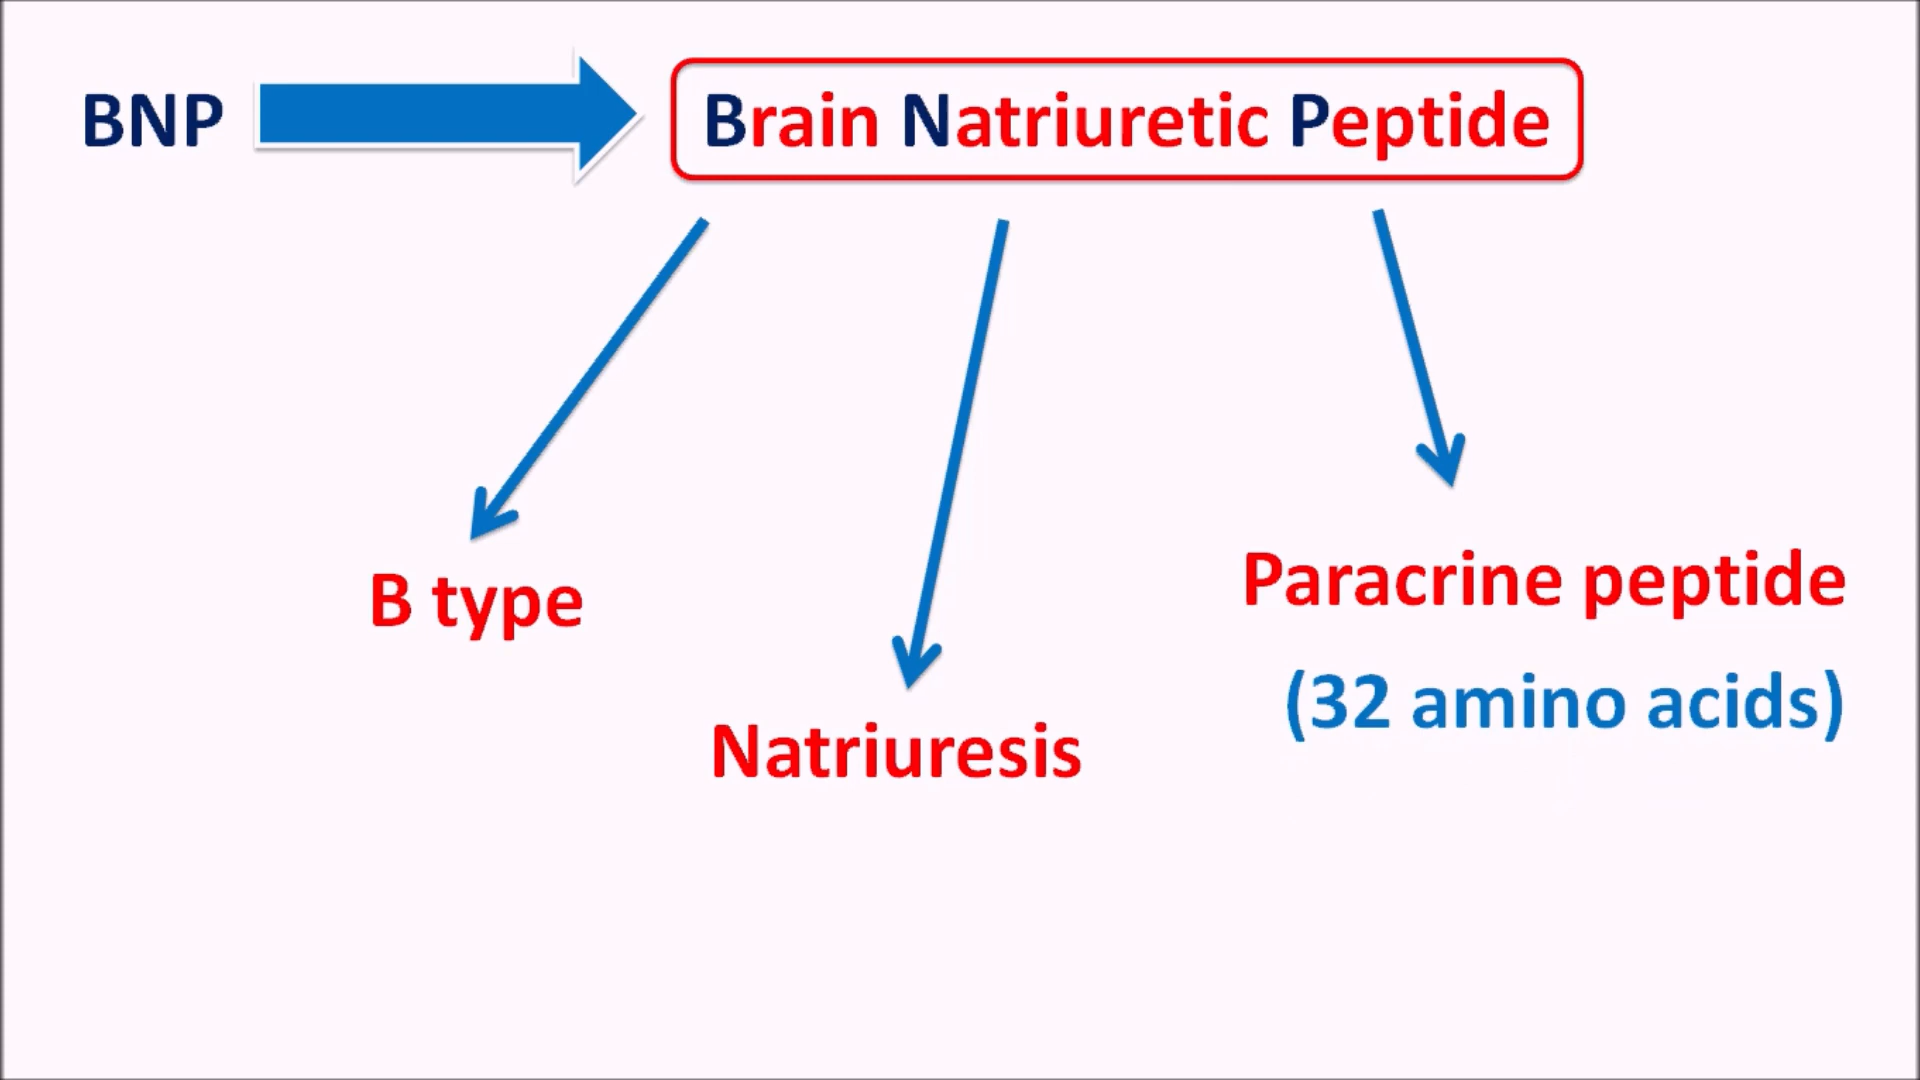 BNP
Brain Natriuretic Peptide
B type
Natriuresis
Paracrine peptide
(32 amino acids)